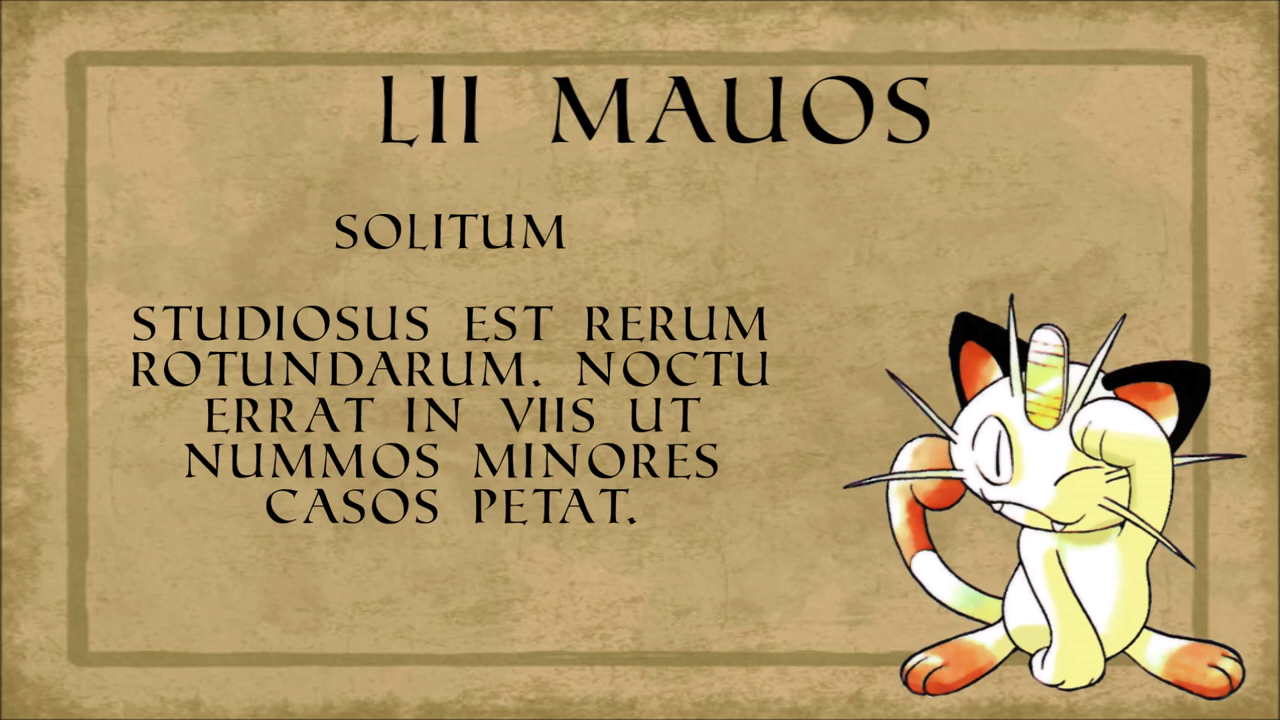 LII MAUOS
SOLITUM
STUDIOSUS EST RERUM
ROTUNDARUM. NOCTU
ERRAT IN VIIS UT
NUMMOS MINORES
CASOS PETAT.